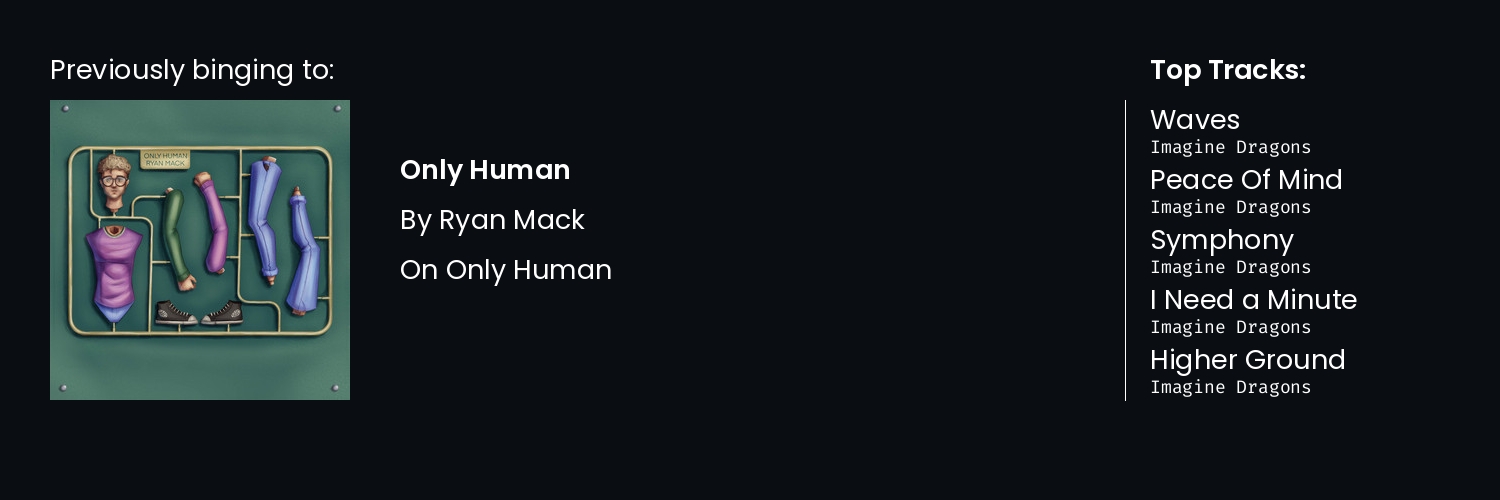 Previously binging to:
ONLY HUMAN
RYAN MACK
Only Human
By Ryan Mack
On Only Human
Top Tracks:
Waves
Imagine Dragons
Peace Of Mind
Imagine Dragons
Symphony
Imagine Dragons
I Need a Minute
Imagine Dragons
Higher Ground
Imagine Dragons